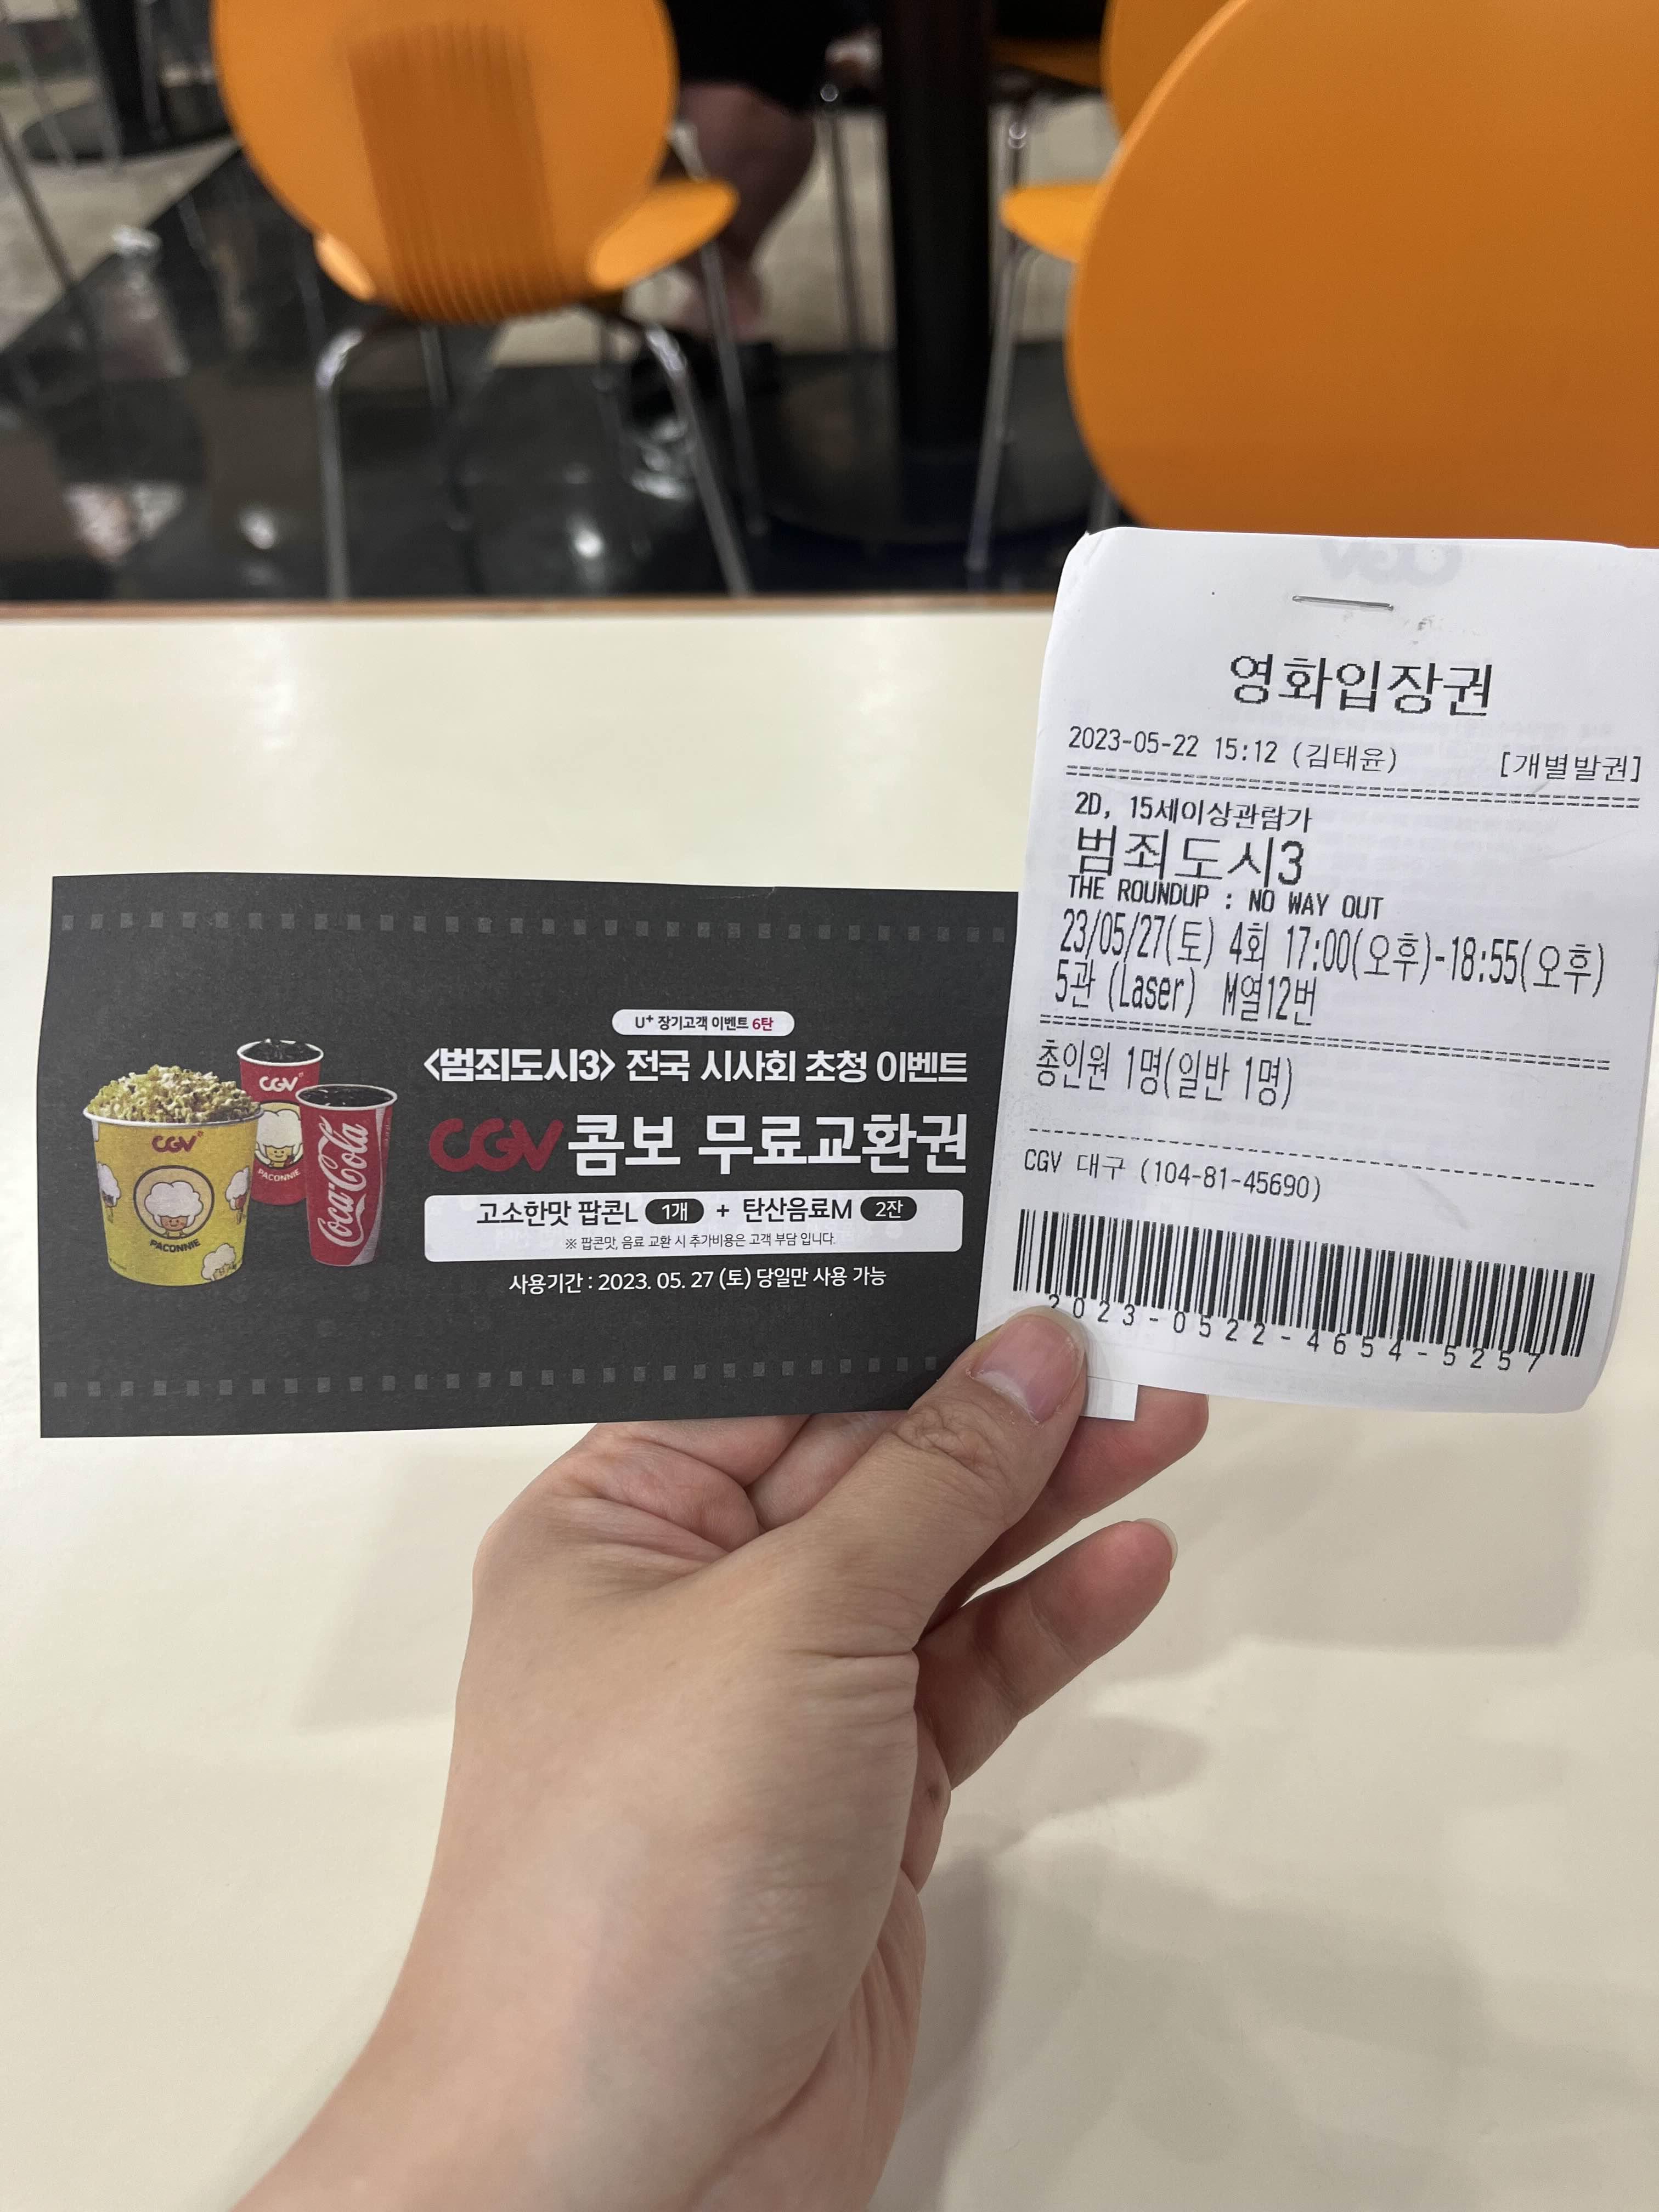 CGV
PACONNIE
CGV
PACONNIE
Coca-Cola
U+ 장기고객 이벤트 6탄
<범죄도시3> 전국 시사회 초청 이벤트
CGV 콤보 무료교환권
고소한맛 팝콘L 1개 + 탄산음료M 2잔
※ 팝콘맛, 음료 교환 시 추가비용은 고객 부담 입니다.
사용기간 : 2023. 05. 27 (토) 당일만 사용 가능
CGV
영화입장권
2023-05-22 15:12 (김태윤) [개별발권]
2D, 15세이상관람가
범죄도시3
THE ROUNDUP : NO WAY OUT
23/05/27(토) 4회 17:00(오후)-18:55(오후)
5관 (Laser) M열12번
총인원 1명(일반 1명)
CGV 대구 (104-81-45690)
2023-0522-4654-5257